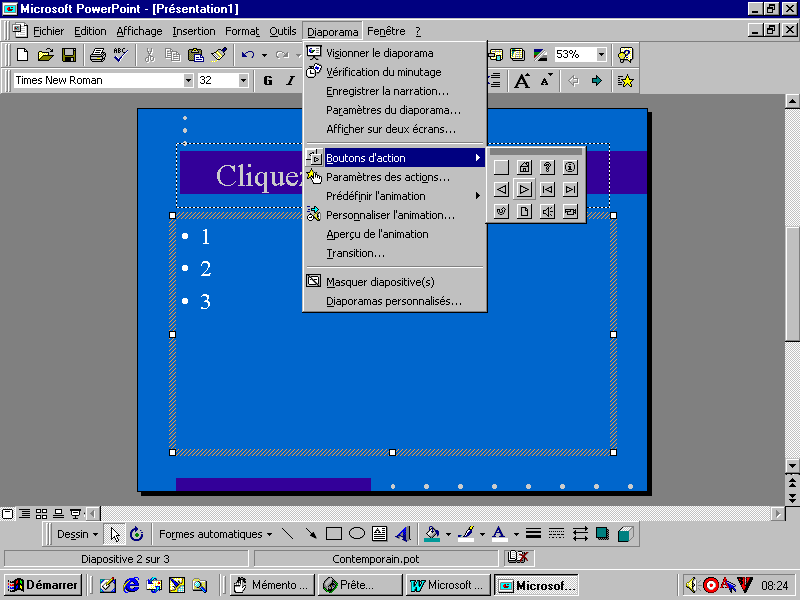 Microsoft PowerPoint - [Présentation1]
Fichier Edition Affichage Insertion Format Outils Diaporama Fenêtre ?
53%
Times New Roman 32 G I
Visionner le diaporama
Vérification du minutage
Enregistrer la narration...
Paramètres du diaporama...
Afficher sur deux écrans...
Boutons d'action
Paramètres des actions...
Prédéfinir l'animation
Personnaliser l'animation...
Aperçu de l'animation
Transition...
Masquer diapositive(s)
Diaporamas personnalisés...
Cliquez
1
2
3
Dessin Formes automatiques
Diapositive 2 sur 3 Contemporain.pot
Démarrer Mémento ... Prête... Microsoft ... Microsof... 08:24